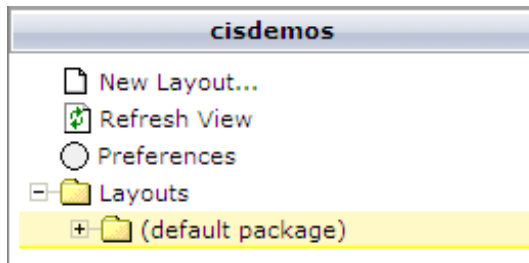 cisdemos
New Layout...
Refresh View
Preferences
Layouts
(default package)